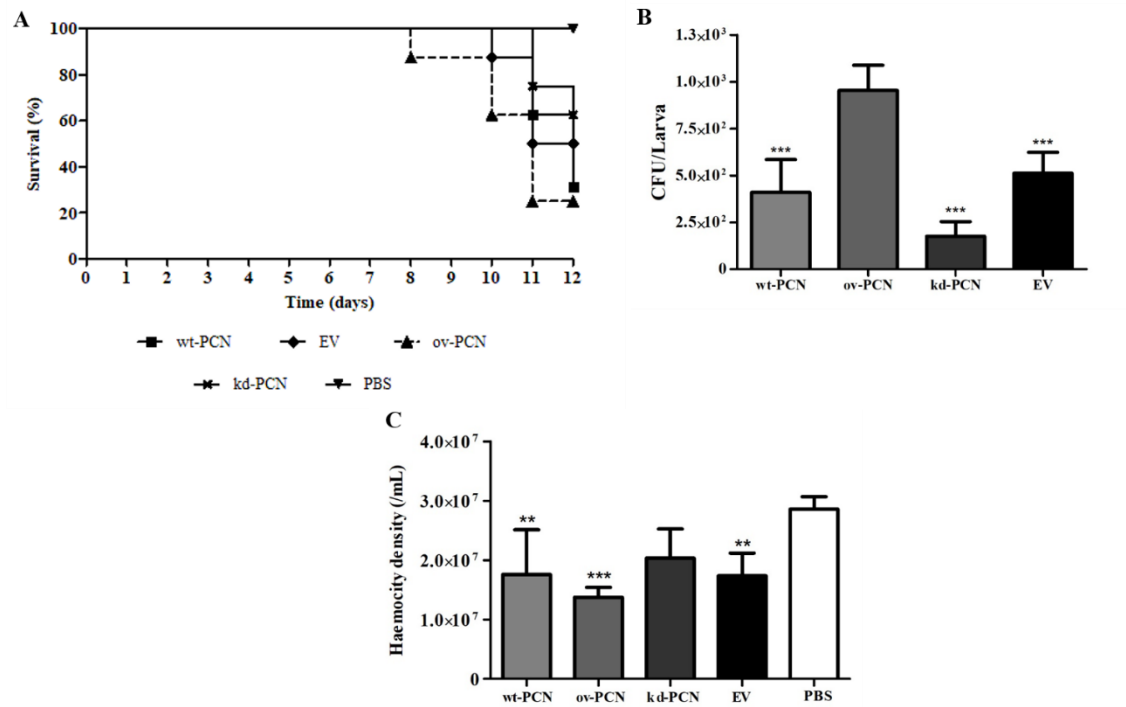 A
100
80
60
40
20
0
Survival (%)
0 1 2 3 4 5 6 7 8 9 10 11 12
Time (days)
wt-PCN EV ov-PCN
kd-PCN PBS
B
1.3×10³
1.0×10³
7.5×10²
5.0×10²
2.5×10²
0
CFU/Larva
*** *** ***
wt-PCN ov-PCN kd-PCN EV
C
4.0×10⁷
3.0×10⁷
2.0×10⁷
1.0×10⁷
0
Haemocity density (/mL)
** *** **
wt-PCN ov-PCN kd-PCN EV PBS